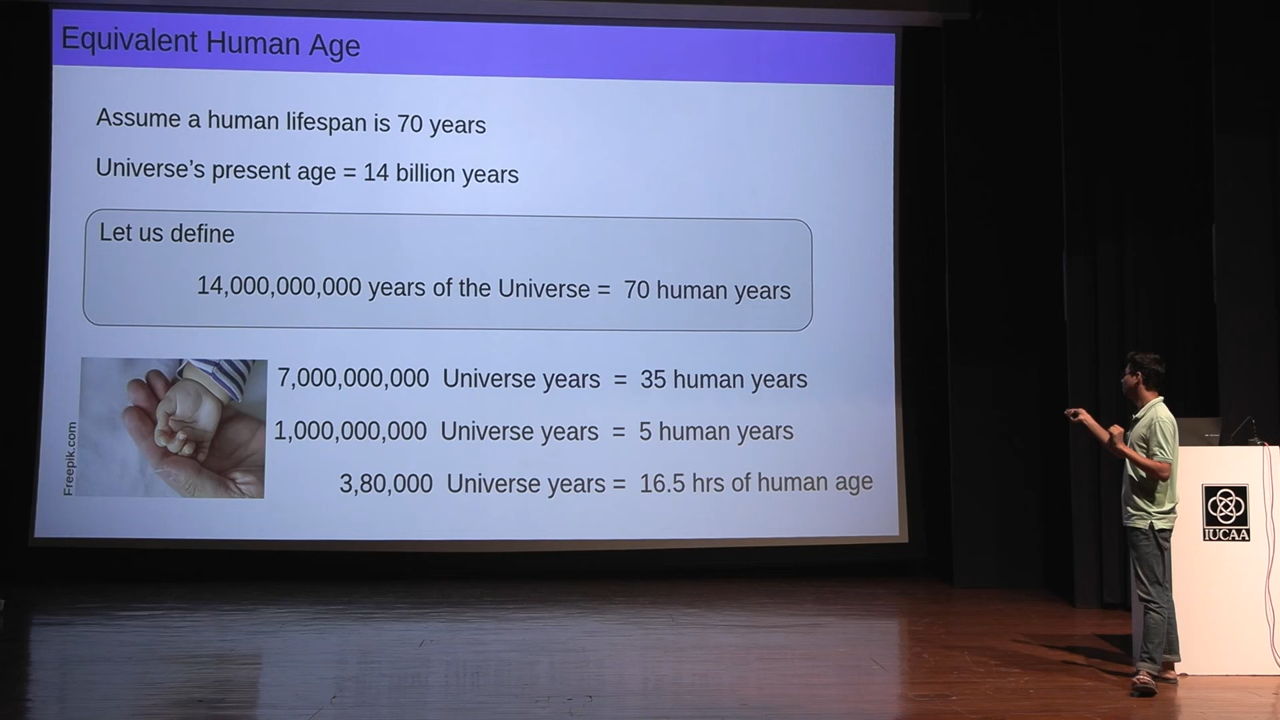 Equivalent Human Age
Assume a human lifespan is 70 years
Universe’s present age = 14 billion years
Let us define
14,000,000,000 years of the Universe = 70 human years
7,000,000,000 Universe years = 35 human years
1,000,000,000 Universe years = 5 human years
3,80,000 Universe years = 16.5 hrs of human age
Freepik.com
IUCAA